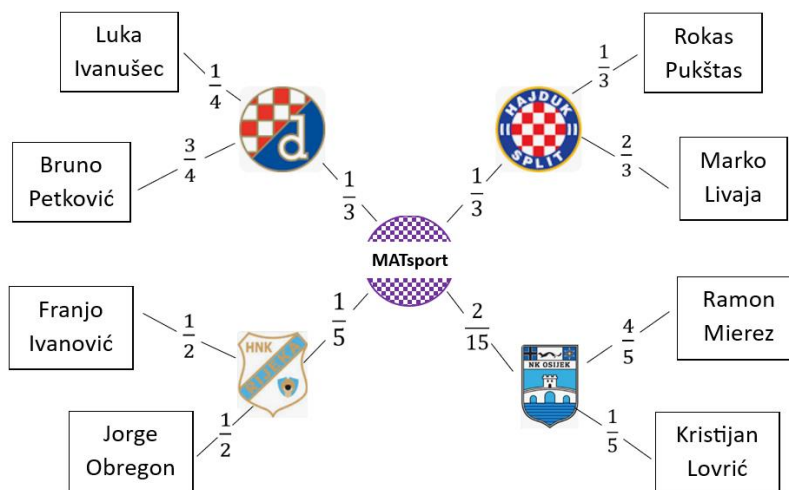 Luka
Ivanušec
1/4
Bruno
Petković
3/4
1/3
d
HAJDUK
SPLIT
Rokas
Pukštas
1/3
Marko
Livaja
2/3
1/3
MATsport
Franjo
Ivanović
1/2
HNK
RIJEKA
1/5
Jorge
Obregon
1/2
2/15
NK OSIJEK
Ramon
Mierez
4/5
Kristijan
Lovrić
1/5